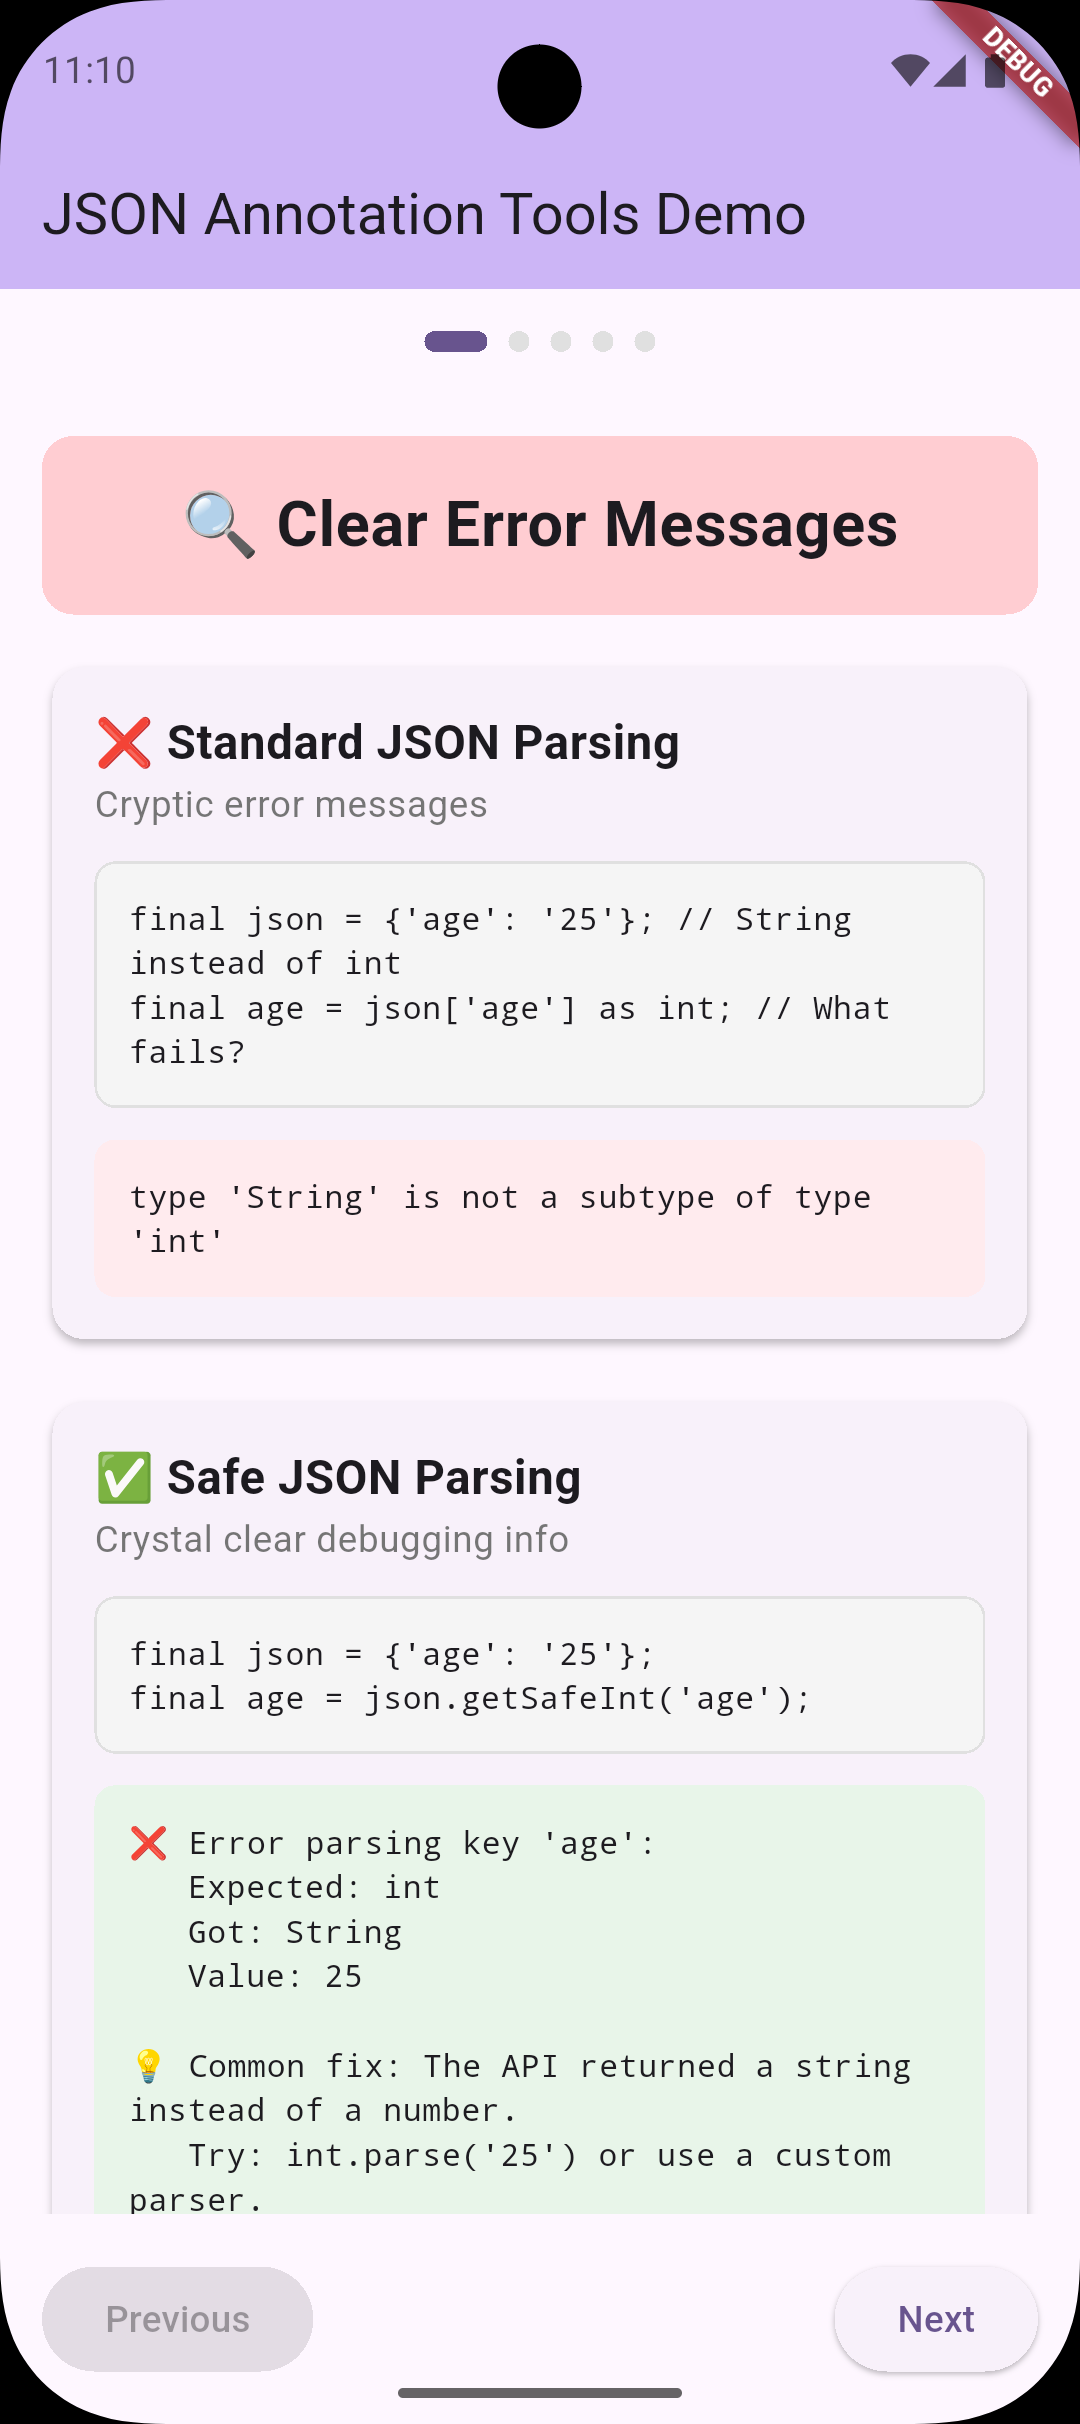 11:10
DEBUG
JSON Annotation Tools Demo
🔍 Clear Error Messages
❌ Standard JSON Parsing
Cryptic error messages
final json = {'age': '25'}; // String
instead of int
final age = json['age'] as int; // What
fails?
type 'String' is not a subtype of type
'int'
✅ Safe JSON Parsing
Crystal clear debugging info
final json = {'age': '25'};
final age = json.getSafeInt('age');
❌ Error parsing key 'age':
Expected: int
Got: String
Value: 25
💡 Common fix: The API returned a string
instead of a number.
Try: int.parse('25') or use a custom
parser.
Previous
Next